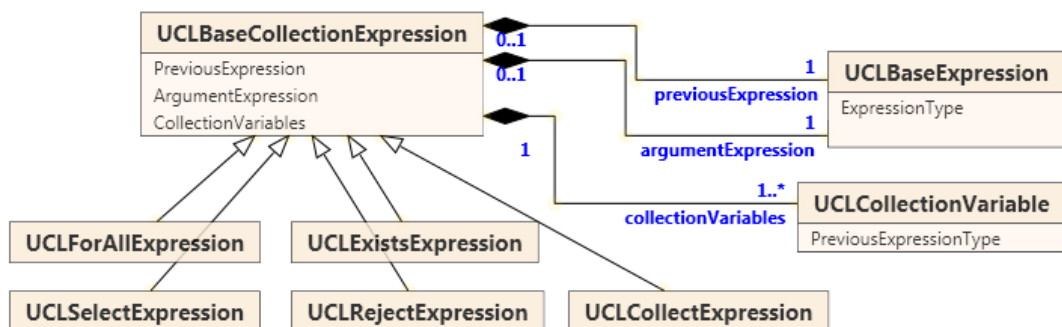 UCLBaseCollectionExpression
PreviousExpression
ArgumentExpression
CollectionVariables
0..1
0..1
1
1
previousExpression
1
argumentExpression
1..*
collectionVariables
UCLBaseExpression
ExpressionType
UCLCollectionVariable
PreviousExpressionType
UCLForAllExpression
UCLExistsExpression
UCLSelectExpression
UCLRejectExpression
UCLCollectExpression